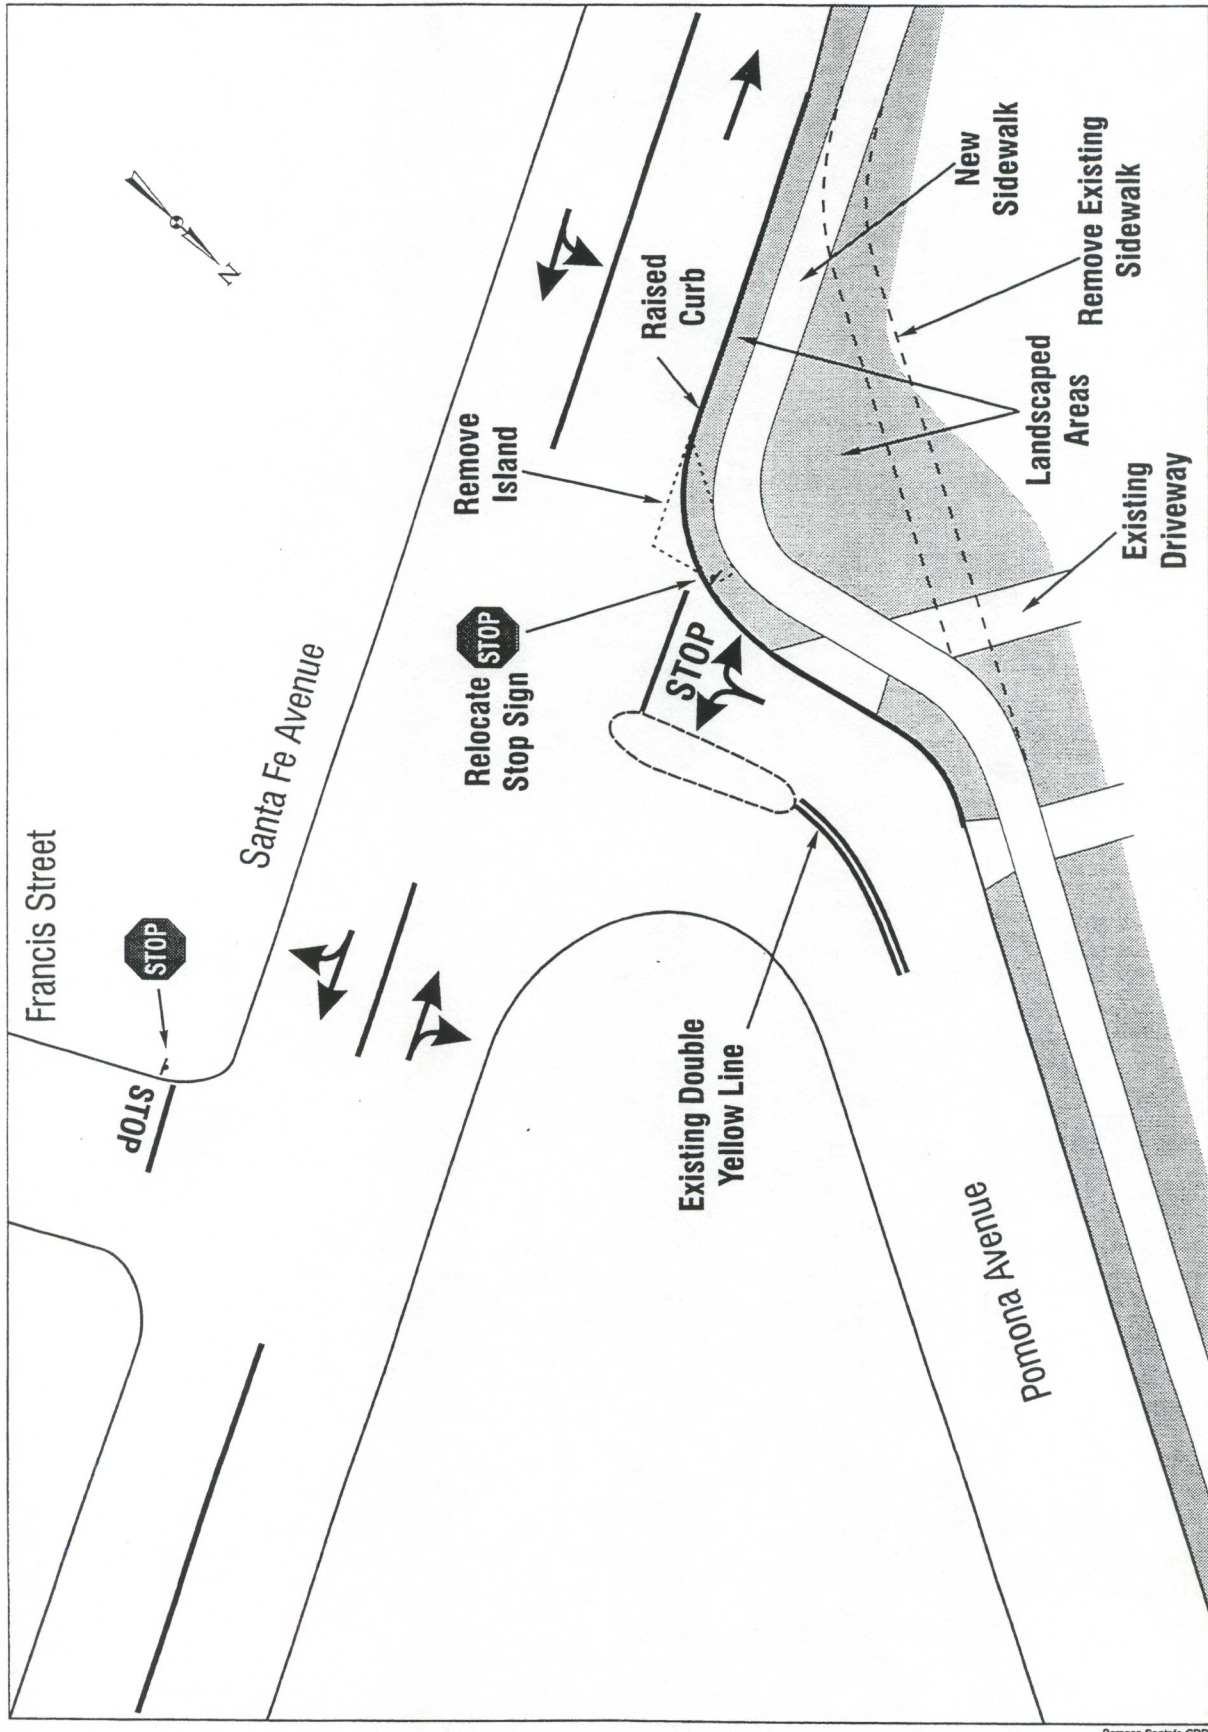 Francis Street
STOP
STOP
Santa Fe Avenue
N
STOP
Relocate
Stop Sign
STOP
Remove
Island
Raised
Curb
New
Sidewalk
Remove Existing
Sidewalk
Landscaped
Areas
Existing
Driveway
Existing Double
Yellow Line
Pomona Avenue